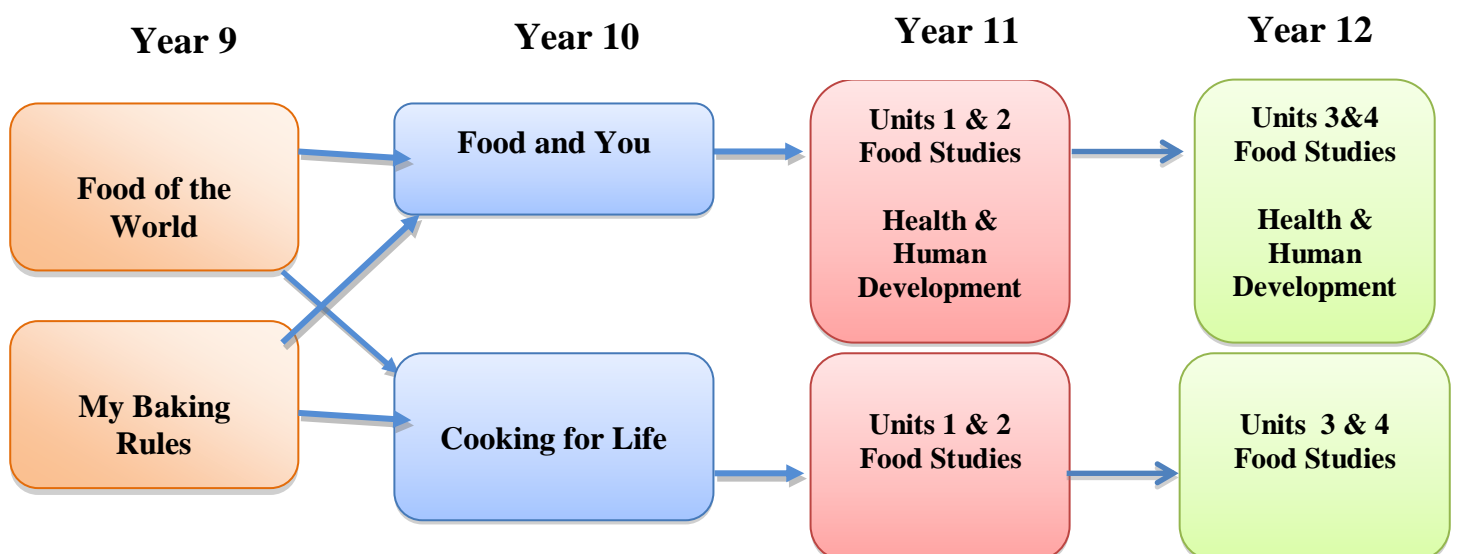 Year 9
Year 10
Year 11
Year 12
Food of the
World
Food and You
Units 1 & 2
Food Studies
Health &
Human
Development
Units 3&4
Food Studies
Health &
Human
Development
My Baking
Rules
Cooking for Life
Units 1 & 2
Food Studies
Units 3 & 4
Food Studies